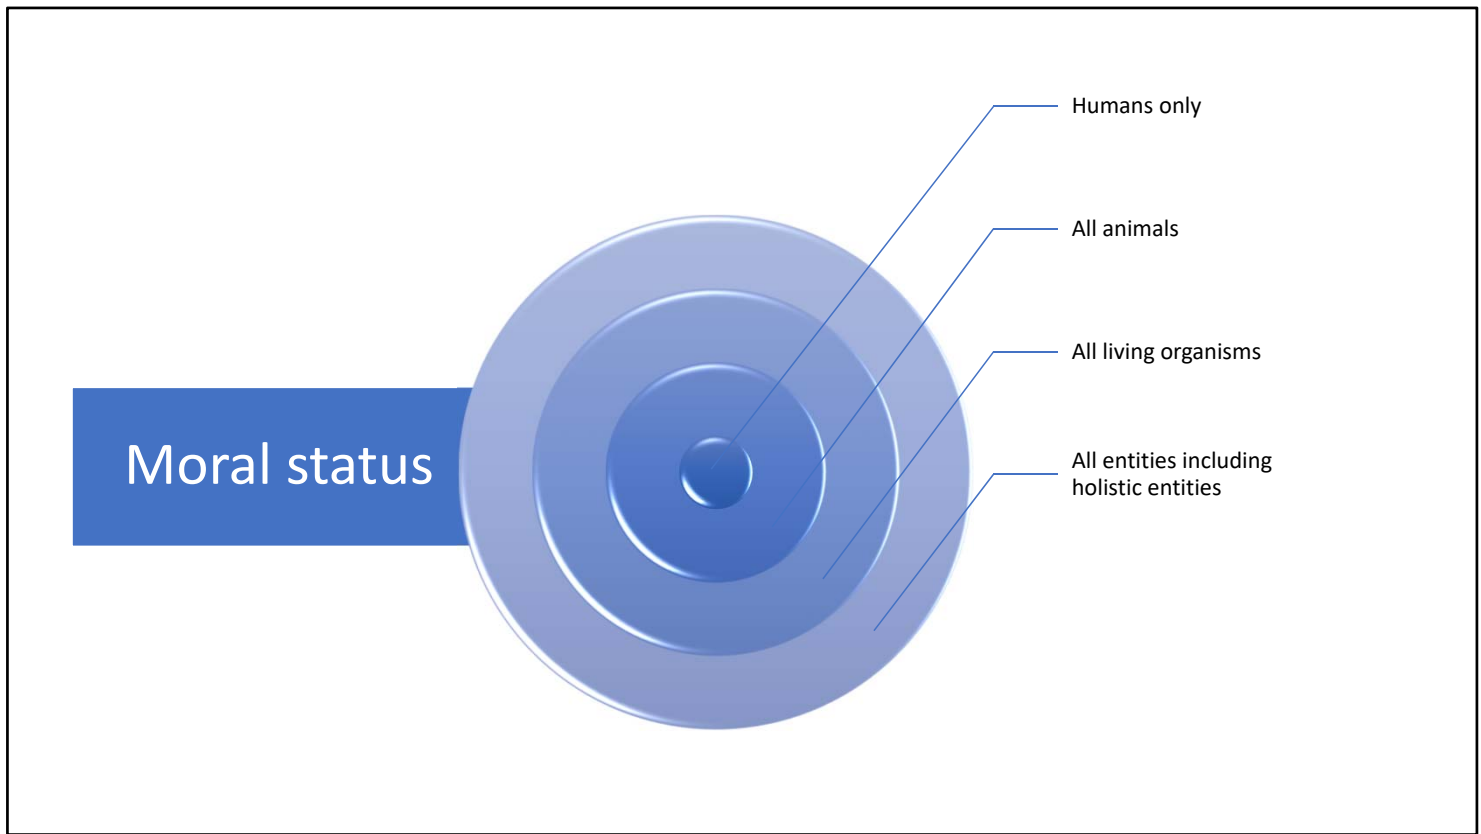 Humans only
All animals
All living organisms
Moral status
All entities including
holistic entities